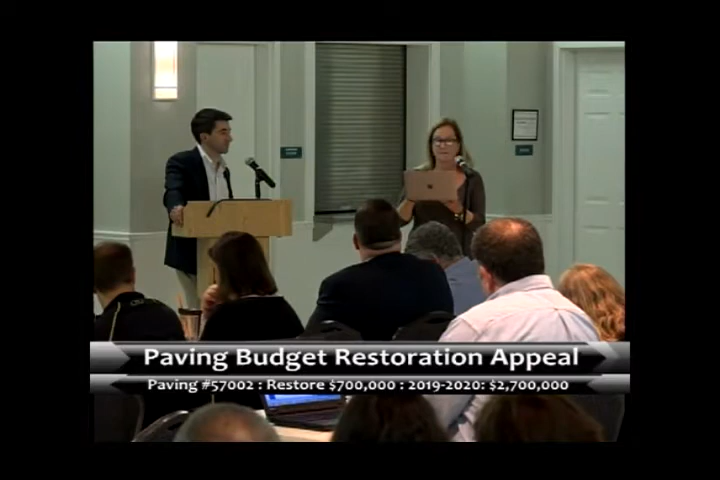 Paving Budget Restoration Appeal
Paving #57002 : Restore $700,000 : 2019-2020: $2,700,000